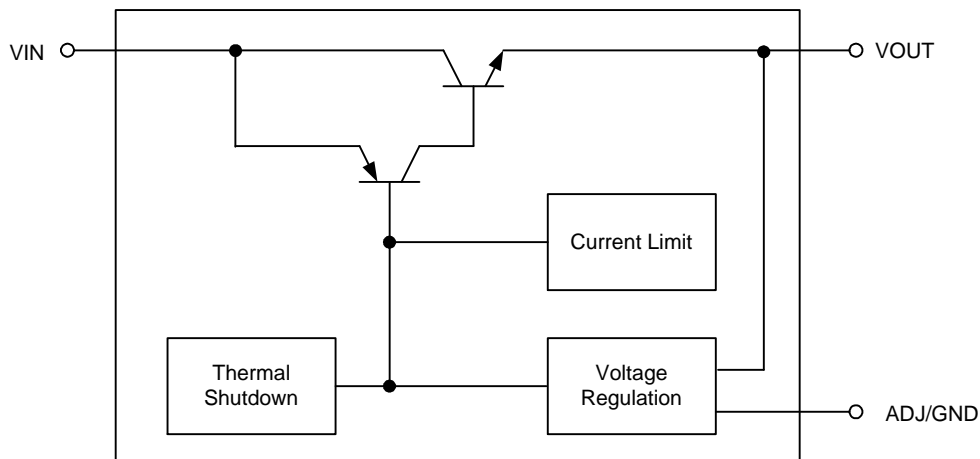 VIN
VOUT
Current Limit
Thermal
Shutdown
Voltage
Regulation
ADJ/GND